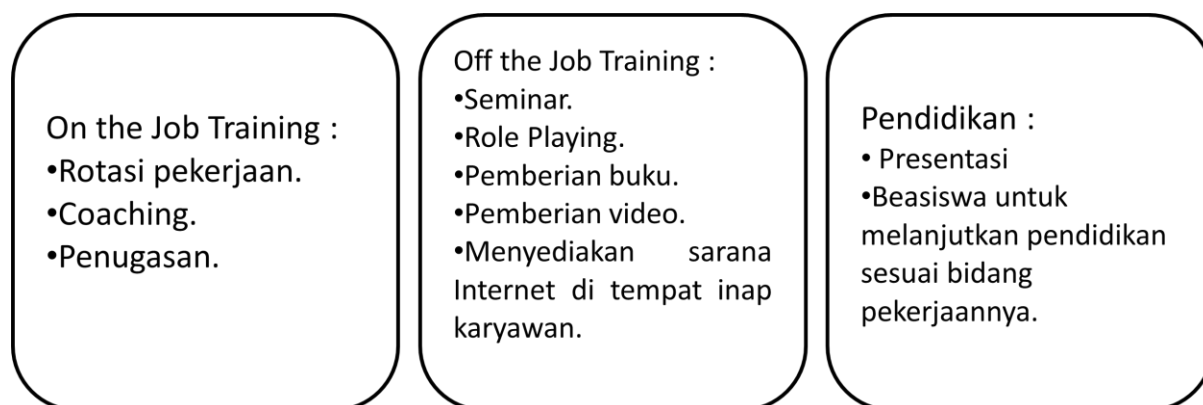 On the Job Training :
•Rotasi pekerjaan.
•Coaching.
•Penugasan.
Off the Job Training :
•Seminar.
•Role Playing.
•Pemberian buku.
•Pemberian video.
•Menyediakan sarana
Internet di tempat inap
karyawan.
Pendidikan :
• Presentasi
•Beasiswa untuk
melanjutkan pendidikan
sesuai bidang
pekerjaannya.